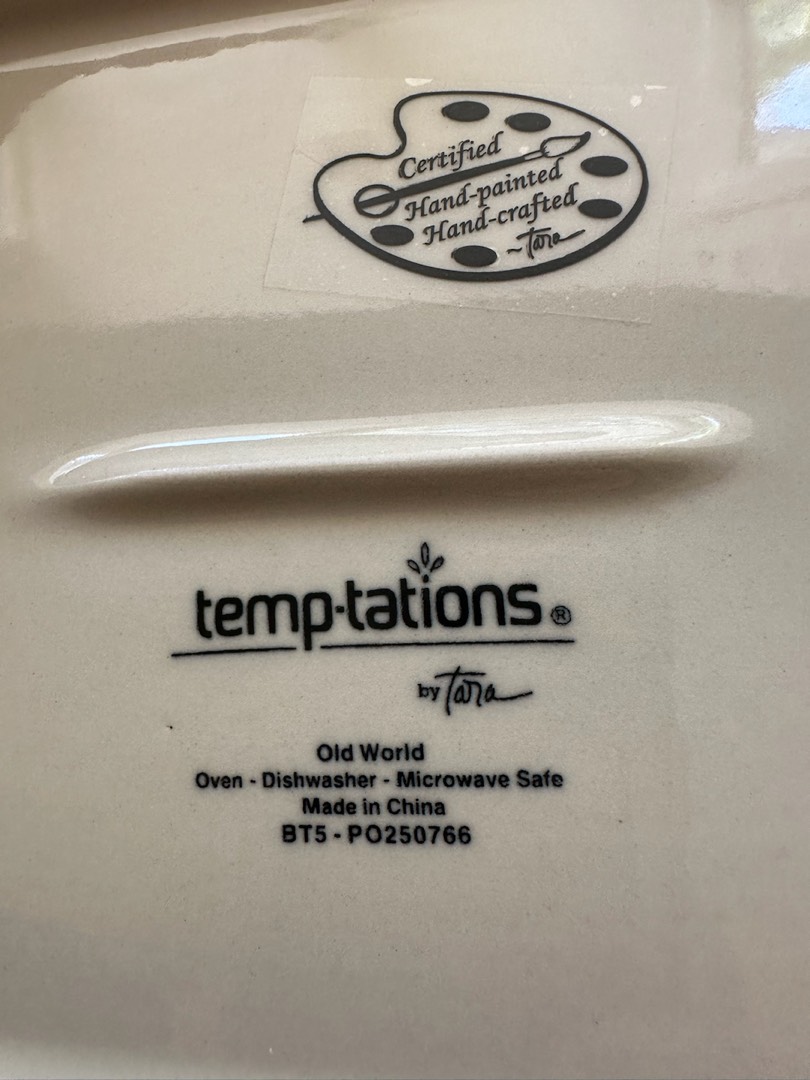 Certified
Hand-painted
Hand-crafted
~Tara
temp·tations®
by Tara
Old World
Oven - Dishwasher - Microwave Safe
Made in China
BT5 - PO250766